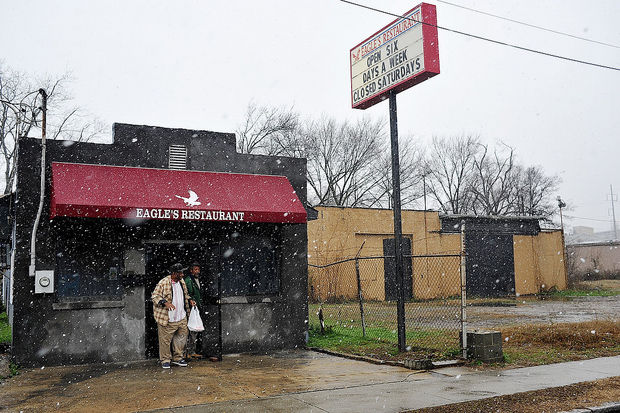 EAGLE'S RESTAURANT
OPEN SIX
DAYS A WEEK
CLOSED SATURDAYS
EAGLE'S RESTAURANT